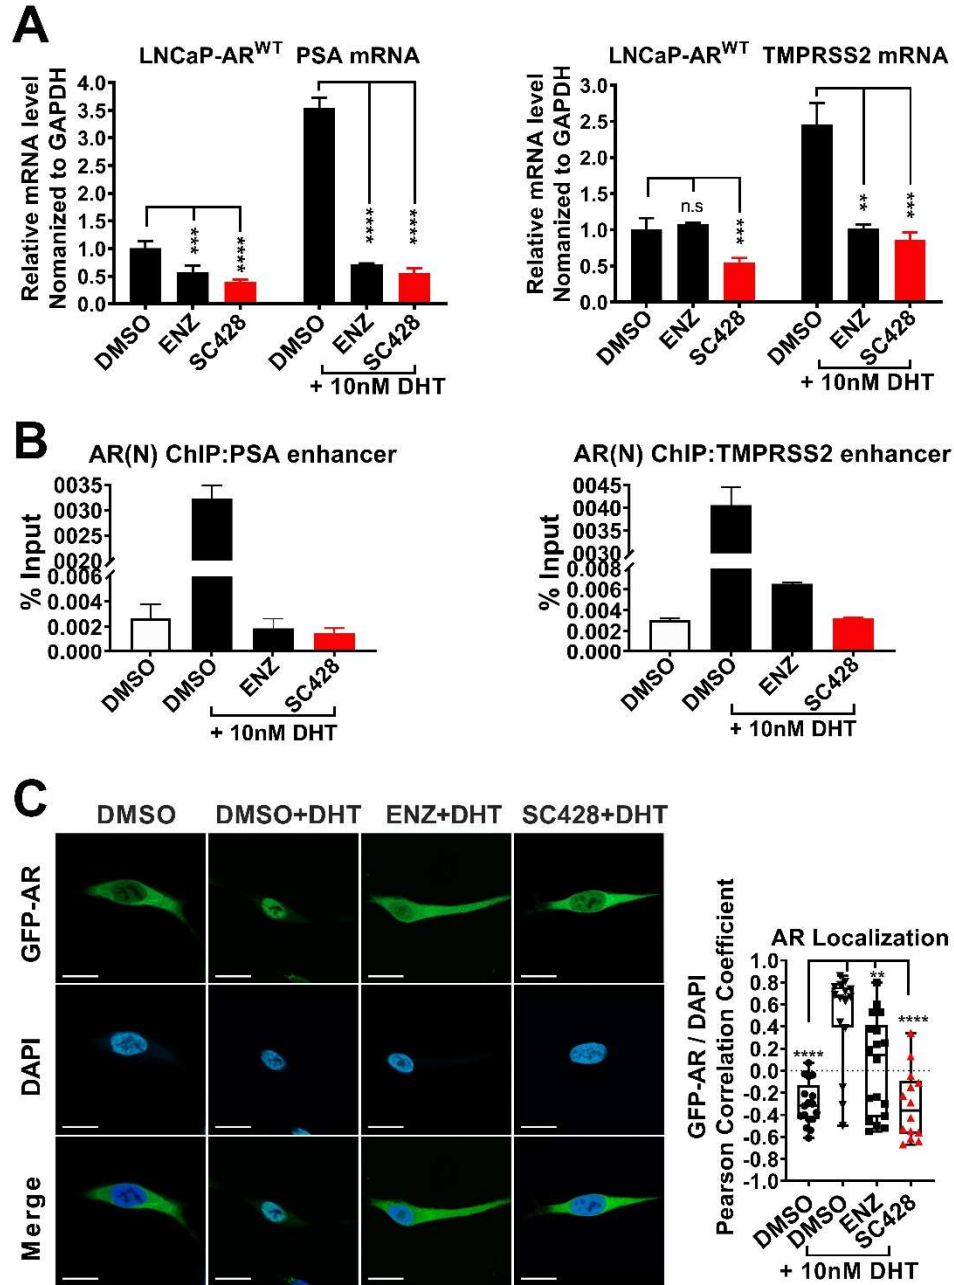 A
LNCaP-ARWT PSA mRNA
Relative mRNA level
Nomanized to GAPDH
4.0
3.5
3.0
2.5
2.0
1.5
1.0
0.5
0.0
***
****
****
****
DMSO
ENZ
SC428
DMSO
ENZ
SC428
+ 10nM DHT
LNCaP-ARWT TMPRSS2 mRNA
Relative mRNA level
Nomanized to GAPDH
3.0
2.5
2.0
1.5
1.0
0.5
0.0
n.s
***
**
***
DMSO
ENZ
SC428
DMSO
ENZ
SC428
+ 10nM DHT
B
AR(N) ChIP:PSA enhancer
% Input
0035
0030
0025
0020
0.006
0.004
0.002
0.000
DMSO
DMSO
ENZ
SC428
+ 10nM DHT
AR(N) ChIP:TMPRSS2 enhancer
% Input
0045
0040
0030
0.008
0.006
0.004
0.002
0.000
DMSO
DMSO
ENZ
SC428
+ 10nM DHT
C
DMSO
DMSO+DHT
ENZ+DHT
SC428+DHT
GFP-AR
DAPI
Merge
AR Localization
GFP-AR / DAPI
Pearson Correlation Coefficient
1.0
0.8
0.6
0.4
0.2
0.0
-0.2
-0.4
-0.6
-0.8
-1.0
****
**
****
DMSO
DMSO
ENZ
SC428
+ 10nM DHT